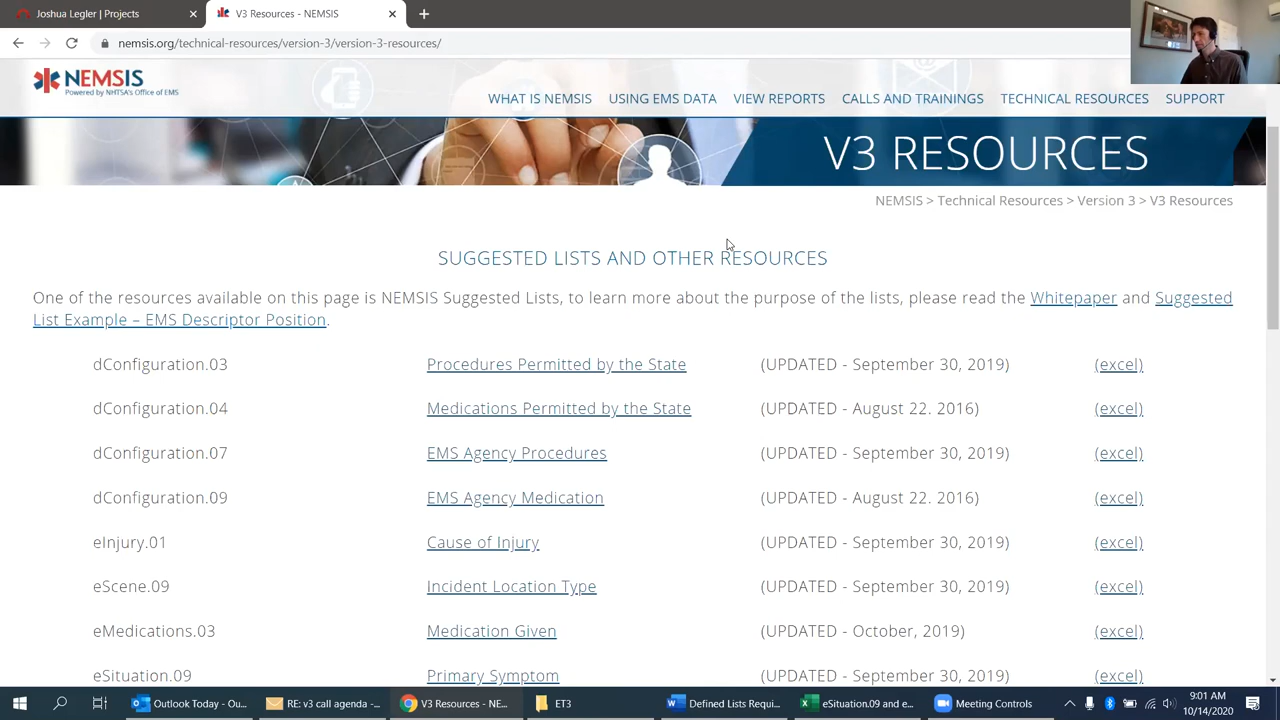 Joshua Legler | Projects
V3 Resources - NEMSIS
nemsis.org/technical-resources/version-3/version-3-resources/
NEMSIS
Powered by NHTSA's Office of EMS
WHAT IS NEMSIS USING EMS DATA VIEW REPORTS CALLS AND TRAININGS TECHNICAL RESOURCES SUPPORT
V3 RESOURCES
NEMSIS > Technical Resources > Version 3 > V3 Resources
SUGGESTED LISTS AND OTHER RESOURCES
One of the resources available on this page is NEMSIS Suggested Lists, to learn more about the purpose of the lists, please read the Whitepaper and Suggested
List Example – EMS Descriptor Position.
dConfiguration.03 Procedures Permitted by the State (UPDATED - September 30, 2019) (excel)
dConfiguration.04 Medications Permitted by the State (UPDATED - August 22. 2016) (excel)
dConfiguration.07 EMS Agency Procedures (UPDATED - September 30, 2019) (excel)
dConfiguration.09 EMS Agency Medication (UPDATED - August 22. 2016) (excel)
eInjury.01 Cause of Injury (UPDATED - September 30, 2019) (excel)
eScene.09 Incident Location Type (UPDATED - September 30, 2019) (excel)
eMedications.03 Medication Given (UPDATED - October, 2019) (excel)
eSituation.09 Primary Symptom (UPDATED - September 30, 2019) (excel)
Outlook Today - Ou... RE: v3 call agenda -... V3 Resources - NE... ET3 Defined Lists Requi... eSituation.09 and e... Meeting Controls
9:01 AM
10/14/2020